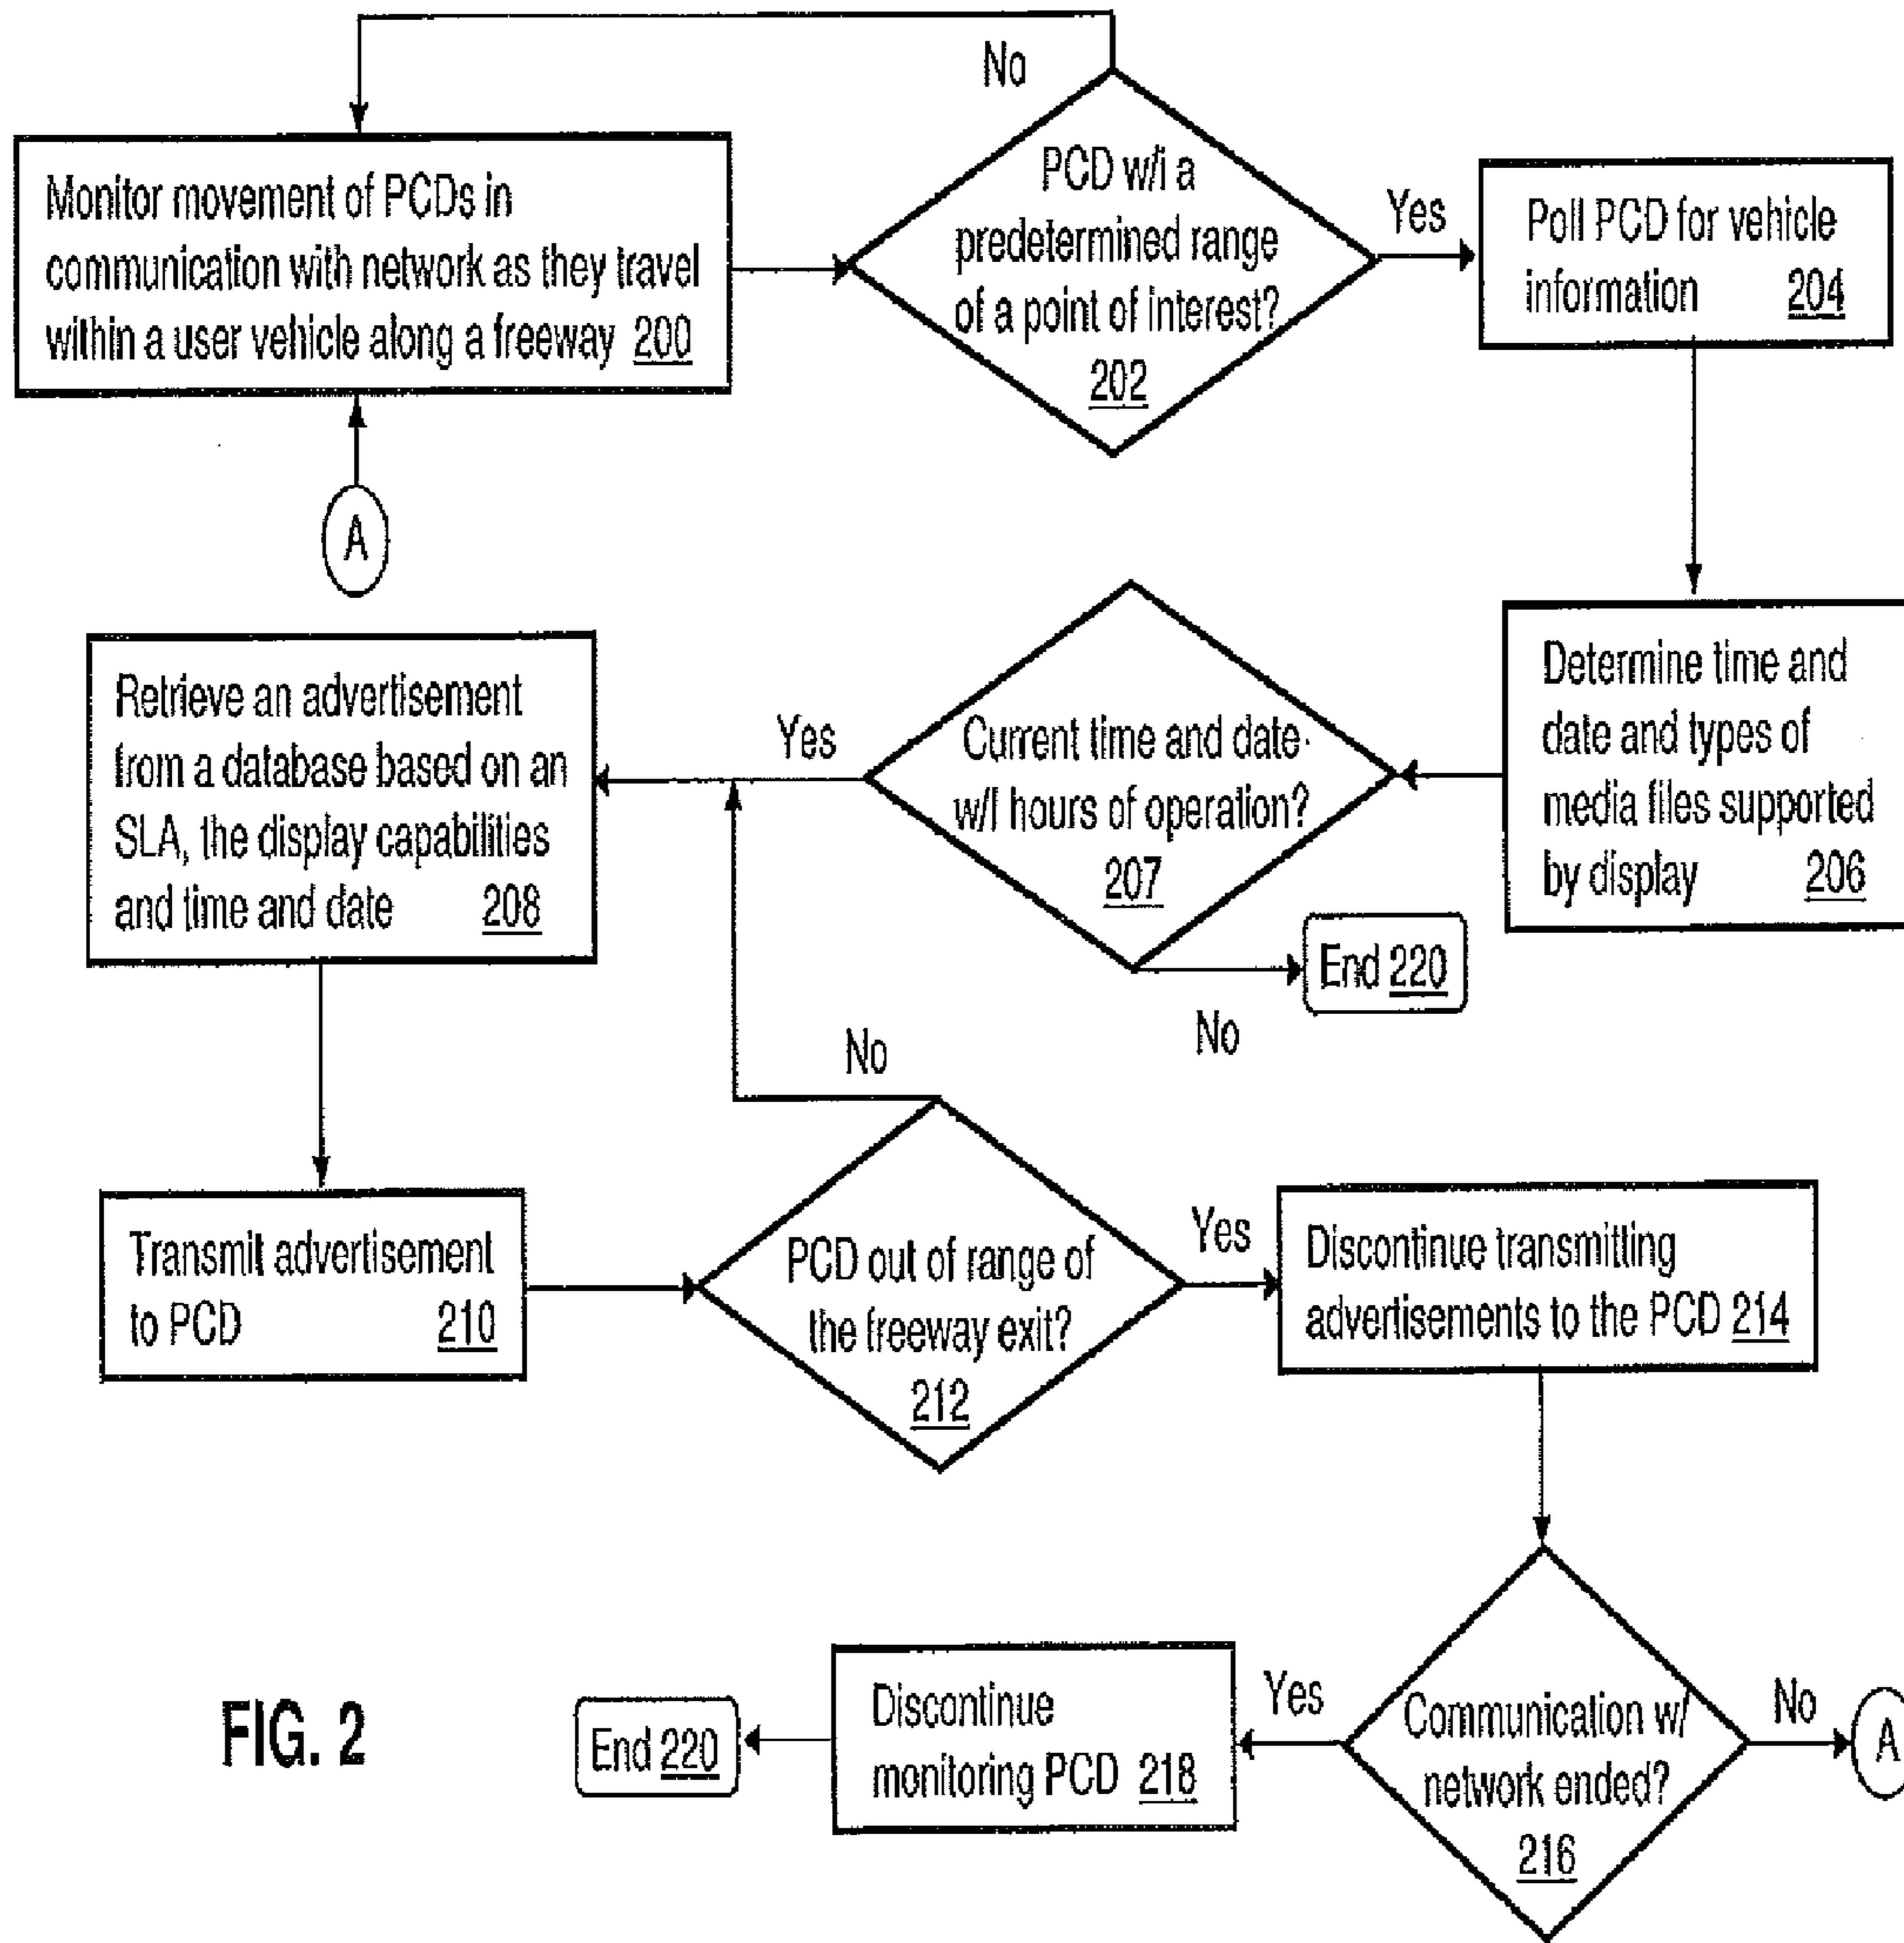 No
Monitor movement of PCDs in
communication with network as they travel
within a user vehicle along a freeway 200
PCD w/i a
predetermined range
of a point of interest?
202
Yes
Poll PCD for vehicle
information 204
A
Retrieve an advertisement
from a database based on an
SLA, the display capabilities
and time and date 208
Yes
Current time and date
w/i hours of operation?
207
Determine time and
date and types of
media files supported
by display 206
End 220
No
No
Transmit advertisement
to PCD 210
PCD out of range of
the freeway exit?
212
Yes
Discontinue transmitting
advertisements to the PCD 214
FIG. 2
End 220
Discontinue
monitoring PCD 218
Yes
Communication w/
network ended?
216
No
A